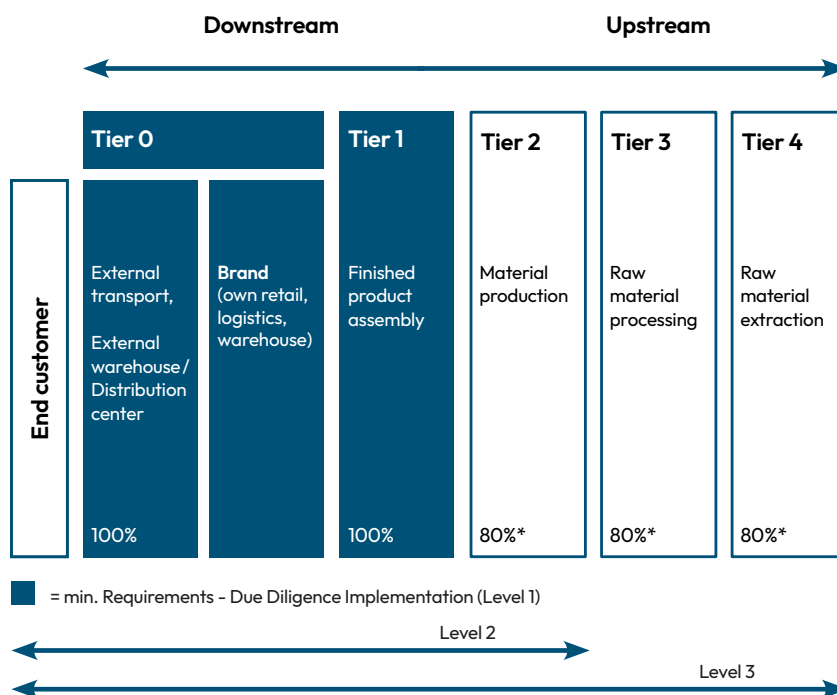 Downstream
Upstream
Tier 0
Tier 1
Tier 2
Tier 3
Tier 4
End customer
External
transport,
External
warehouse/
Distribution
center
100%
Brand
(own retail,
logistics,
warehouse)
Finished
product
assembly
100%
Material
production
80%*
Raw
material
processing
80%*
Raw
material
extraction
80%*
= min. Requirements - Due Diligence Implementation (Level 1)
Level 2
Level 3